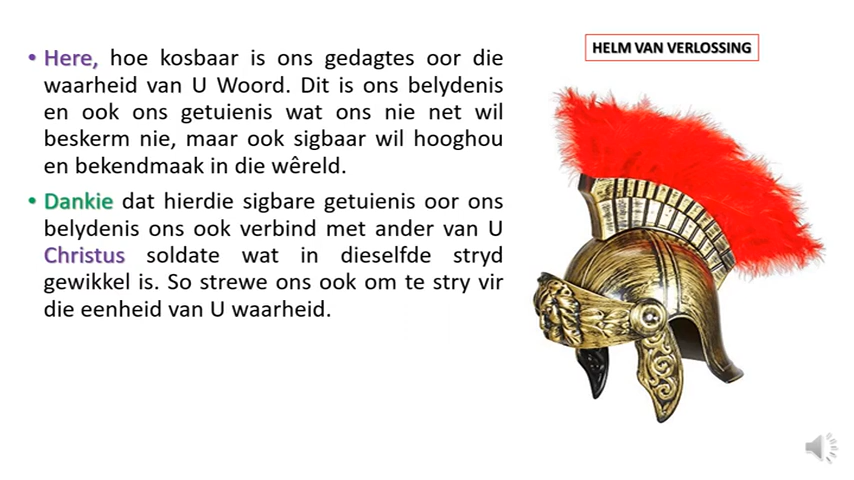 • Here, hoe kosbaar is ons gedagtes oor die
waarheid van U Woord. Dit is ons belydenis
en ook ons getuienis wat ons nie net wil
beskerm nie, maar ook sigbaar wil hooghou
en bekendmaak in die wêreld.
• Dankie dat hierdie sigbare getuienis oor ons
belydenis ons ook verbind met ander van U
Christus soldate wat in dieselfde stryd
gewikkel is. So strewe ons ook om te stry vir
die eenheid van U waarheid.
HELM VAN VERLOSSING